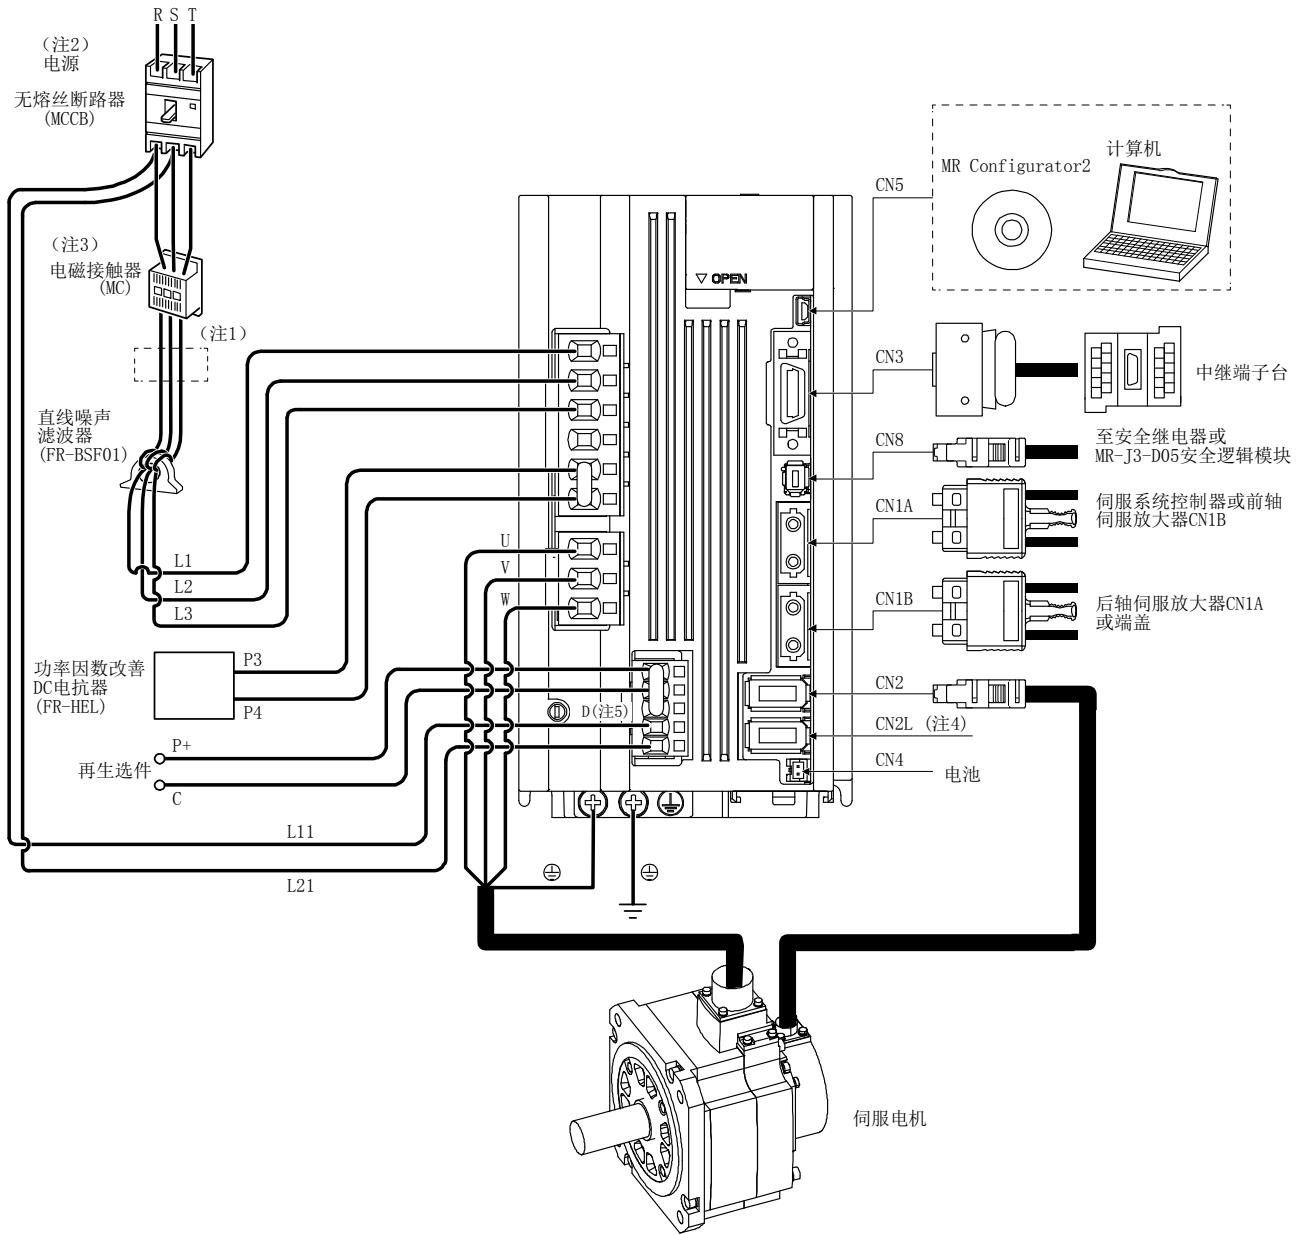 R S T
（注2）
电源
无熔丝断路器
(MCCB)
（注3）
电磁接触器
(MC)
（注1）
直线噪声
滤波器
(FR-BSF01)
L1
L2
L3
功率因数改善
DC电抗器
(FR-HEL)
P3
P4
P+
再生选件
C
L11
L21
U
V
W
D(注5)
▽ OPEN
CN5
MR Configurator2
计算机
CN3
中继端子台
CN8
至安全继电器或
MR-J3-D05安全逻辑模块
CN1A
伺服系统控制器或前轴
伺服放大器CN1B
CN1B
后轴伺服放大器CN1A
或端盖
CN2
CN2L (注4)
CN4
电池
伺服电机